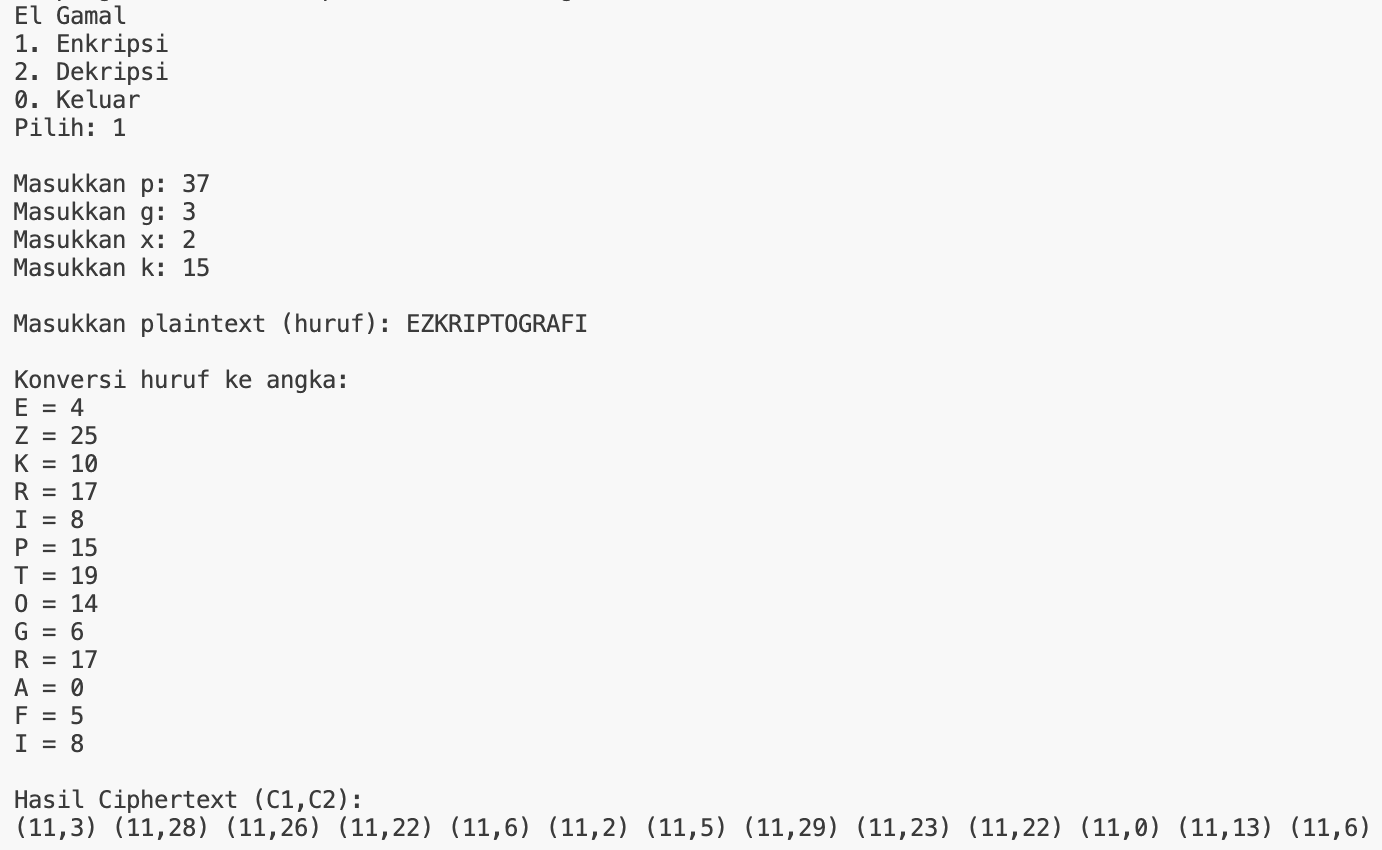 El Gamal
1. Enkripsi
2. Dekripsi
0. Keluar
Pilih: 1
Masukkan p: 37
Masukkan g: 3
Masukkan x: 2
Masukkan k: 15
Masukkan plaintext (huruf): EZKRIPTOGRAFI
Konversi huruf ke angka:
E = 4
Z = 25
K = 10
R = 17
I = 8
P = 15
T = 19
O = 14
G = 6
R = 17
A = 0
F = 5
I = 8
Hasil Ciphertext (C1,C2):
(11,3) (11,28) (11,26) (11,22) (11,6) (11,2) (11,5) (11,29) (11,23) (11,22) (11,0) (11,13) (11,6)